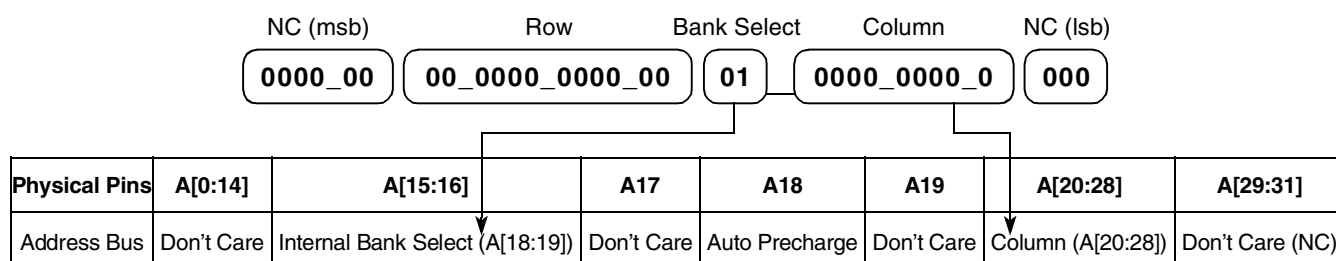 NC (msb) Row Bank Select Column NC (lsb)
0000_00 00_0000_0000_00 01 0000_0000_0 000
Physical Pins A[0:14] A[15:16] A17 A18 A19 A[20:28] A[29:31]
Address Bus Don't Care Internal Bank Select (A[18:19]) Don't Care Auto Precharge Don't Care Column (A[20:28]) Don't Care (NC)